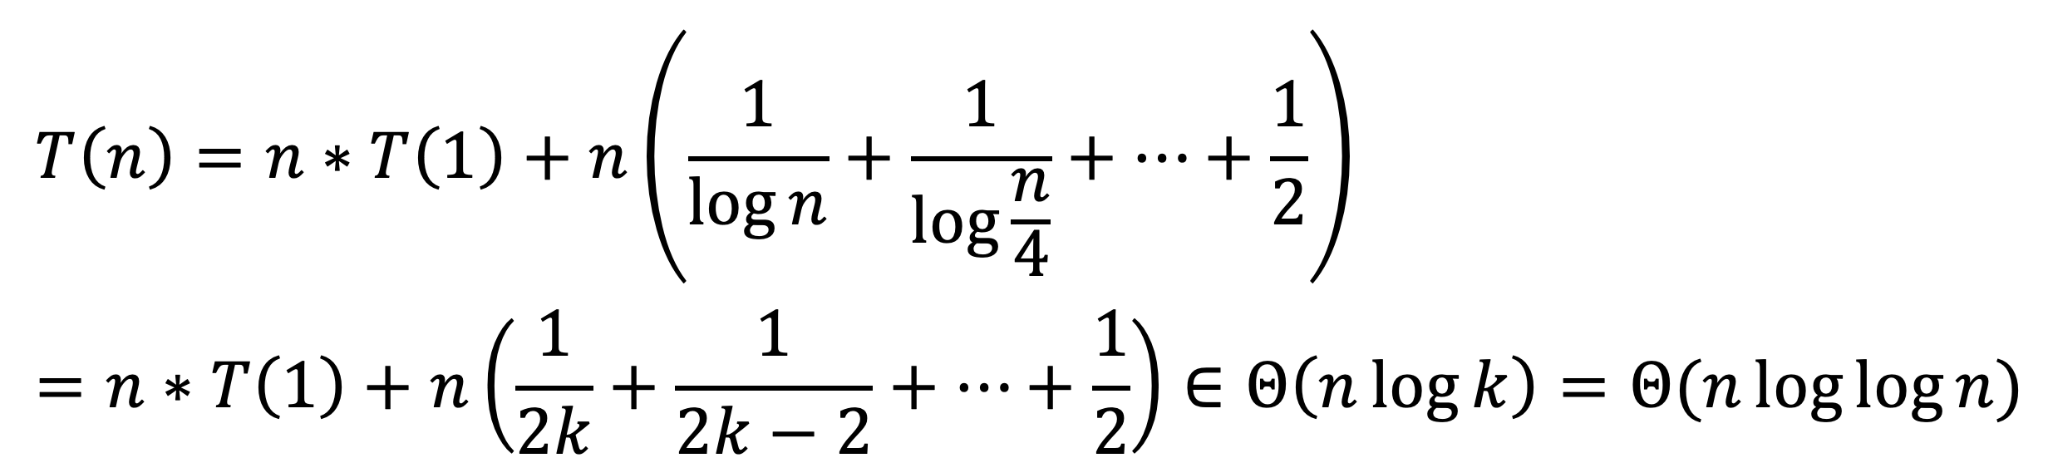 T(n) = n ∗ T(1) + n (1/log n + 1/log n/4 + ⋯ + 1/2)
= n ∗ T(1) + n (1/2k + 1/2k − 2 + ⋯ + 1/2) ∈ Θ(n log k) = Θ(n log log n)